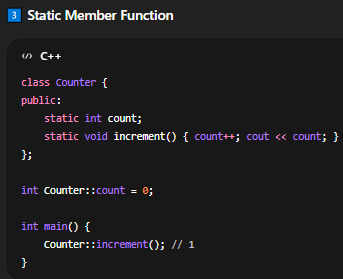 3 Static Member Function
</> C++
class Counter {
public:
    static int count;
    static void increment() { count++; cout << count; }
};
int Counter::count = 0;
int main() {
    Counter::increment(); // 1
}